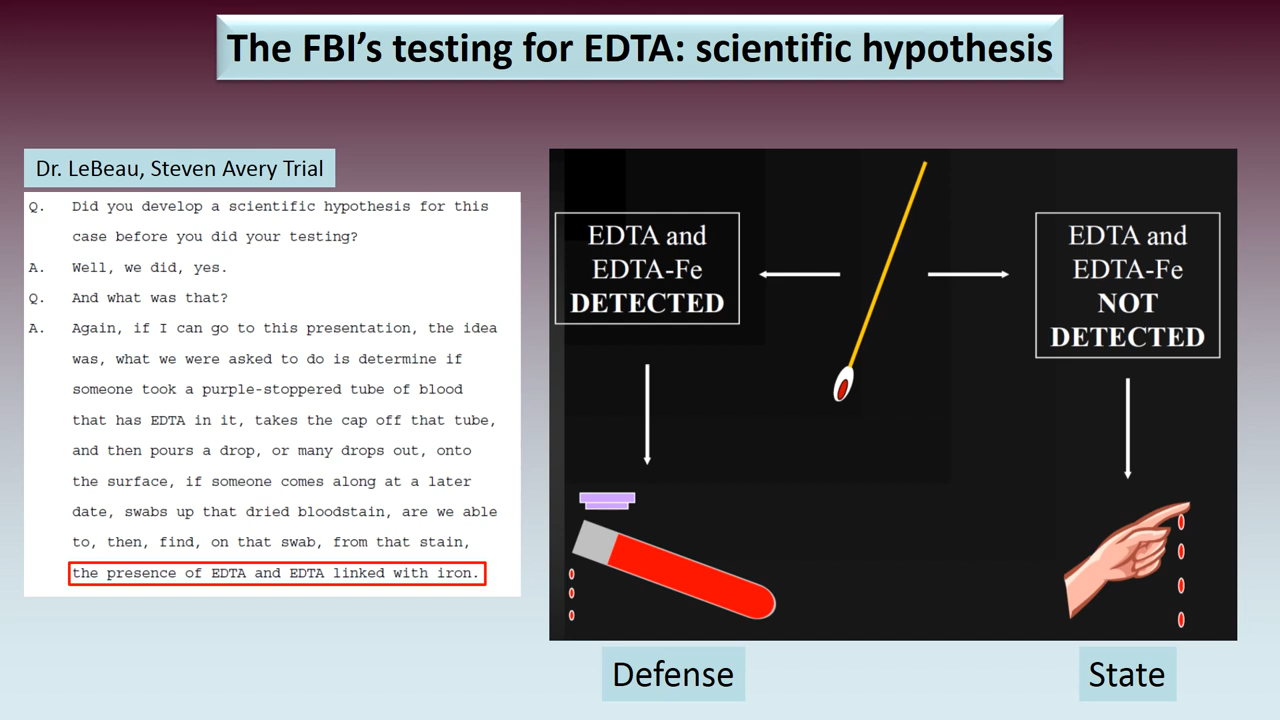 The FBI's testing for EDTA: scientific hypothesis
Dr. LeBeau, Steven Avery Trial
Q. Did you develop a scientific hypothesis for this
case before you did your testing?
A. Well, we did, yes.
Q. And what was that?
A. Again, if I can go to this presentation, the idea
was, what we were asked to do is determine if
someone took a purple-stoppered tube of blood
that has EDTA in it, takes the cap off that tube,
and then pours a drop, or many drops out, onto
the surface, if someone comes along at a later
date, swabs up that dried bloodstain, are we able
to, then, find, on that swab, from that stain,
the presence of EDTA and EDTA linked with iron.
EDTA and
EDTA-Fe
DETECTED
EDTA and
EDTA-Fe
NOT
DETECTED
Defense
State